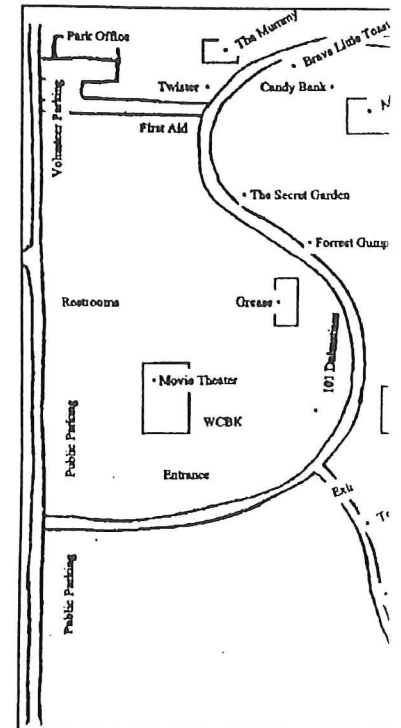 Park Office
The Mummy
Brave Little Toast
Twister
Candy Bank
Volunteer Parking
First Aid
The Secret Garden
Forrest Gump
Restrooms
Grease
101 Dalmatians
Movie Theater
WCBK
Public Parking
Entrance
Exit
Public Parking